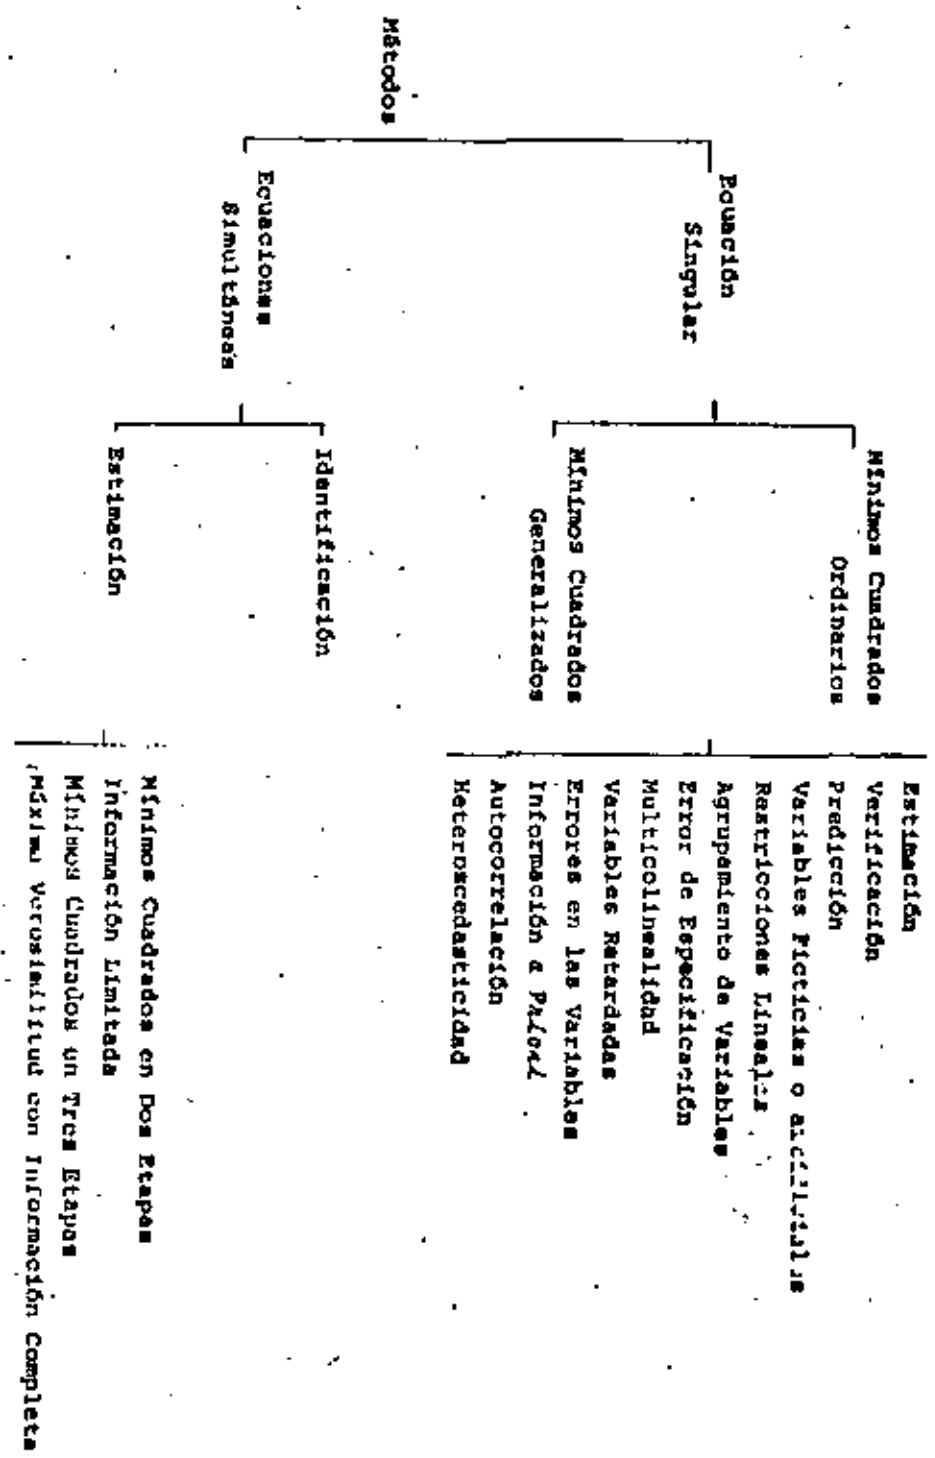 Métodos
Ecuación
Singular
Mínimos Cuadrados
Ordinarios
Mínimos Cuadrados
Generalizados
Estimación
Verificación
Predicción
Variables Ficticias o
Restricciones Lineales
Agrupamiento de Variables
Error de Especificación
Multicolinealidad
Variables Retardadas
Errores en las Variables
Información a Priori
Autocorrelación
Heteroscedasticidad
Ecuaciones
Simultáneas
Identificación
Estimación
Mínimos Cuadrados en Dos Etapas
Información Limitada
Mínimos Cuadrados en Tres Etapas
Máxima Verosimilitud con Información Completa